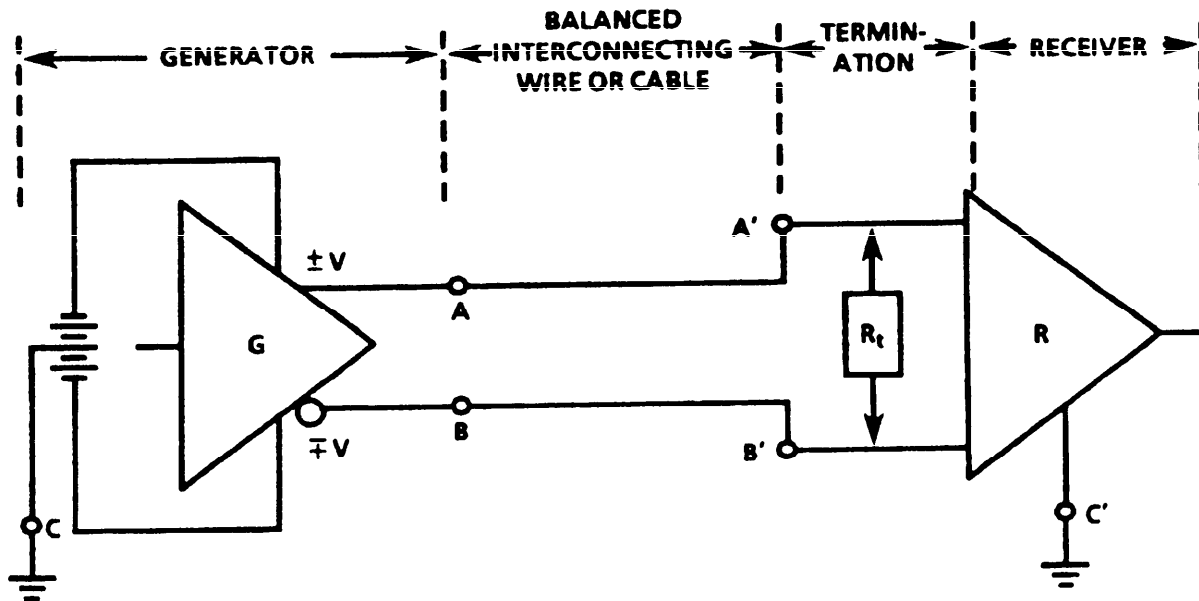 GENERATOR
BALANCED
INTERCONNECTING
WIRE OR CABLE
TERMIN-
ATION
RECEIVER
± V
A
A′
G
Rt
R
B
B′
∓ V
C
C′